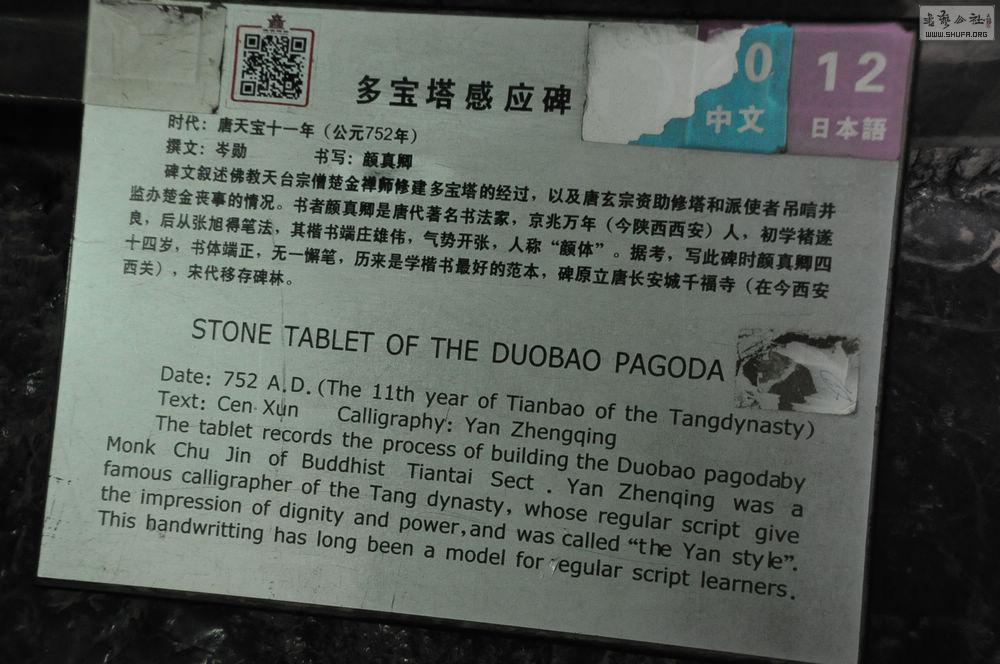 多宝塔感应碑
0
中文
12
日本語
WWW.SHUFA.ORG
时代：唐天宝十一年（公元752年）
撰文：岑勋 书写：颜真卿
碑文叙述佛教天台宗僧楚金禅师修建多宝塔的经过，以及唐玄宗资助修塔和派使者吊唁并
监办楚金丧事的情况。书者颜真卿是唐代著名书法家，京兆万年（今陕西西安）人，初学褚遂
良，后从张旭得笔法，其楷书端庄雄伟，气势开张，人称“颜体”。据考，写此碑时颜真卿四
十四岁，书体端正，无一懈笔，历来是学楷书最好的范本，碑原立唐长安城千福寺（在今西安
西关），宋代移存碑林。
STONE TABLET OF THE DUOBAO PAGODA
Date: 752 A.D.(The 11th year of Tianbao of the Tangdynasty)
Text: Cen Xun Calligraphy: Yan Zhengqing
The tablet records the process of building the Duobao pagodaby
Monk Chu Jin of Buddhist Tiantai Sect . Yan Zhenqing was a
famous calligrapher of the Tang dynasty, whose regular script give
the impression of dignity and power,and was called “the Yan style”.
This handwritting has long been a model for regular script learners.